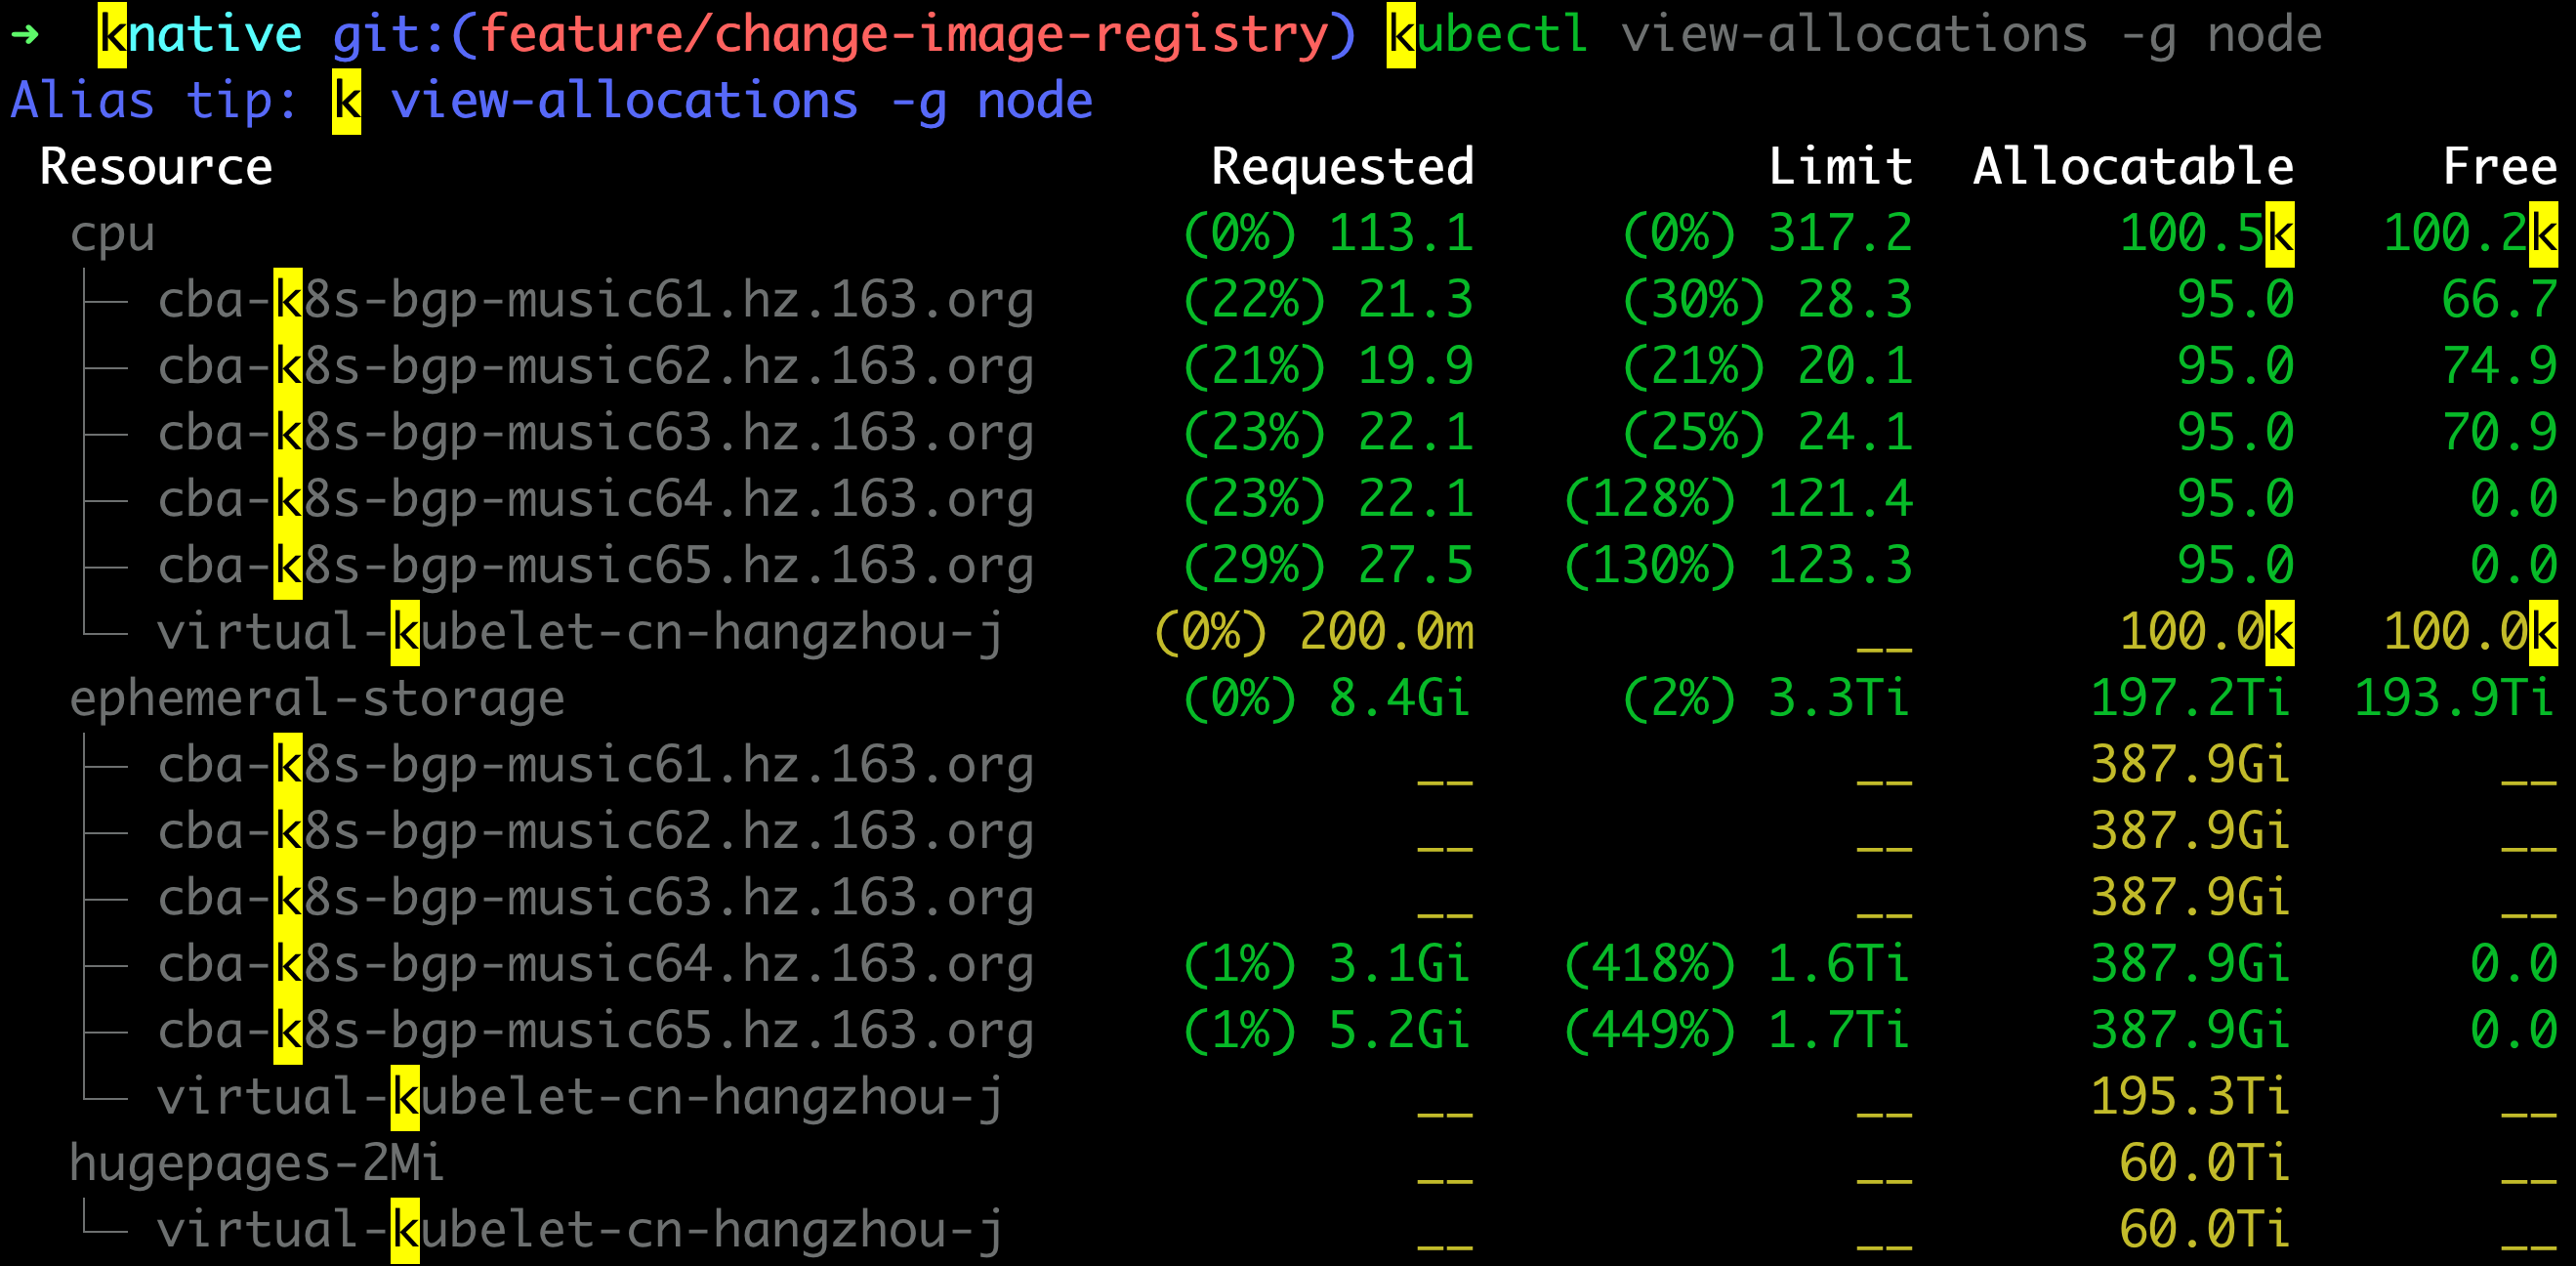 ➜  knative git:(feature/change-image-registry) kubectl view-allocations -g node
Alias tip: k view-allocations -g node
Resource Requested Limit Allocatable Free
cpu (0%) 113.1 (0%) 317.2 100.5k 100.2k
├─ cba-k8s-bgp-music61.hz.163.org (22%) 21.3 (30%) 28.3 95.0 66.7
├─ cba-k8s-bgp-music62.hz.163.org (21%) 19.9 (21%) 20.1 95.0 74.9
├─ cba-k8s-bgp-music63.hz.163.org (23%) 22.1 (25%) 24.1 95.0 70.9
├─ cba-k8s-bgp-music64.hz.163.org (23%) 22.1 (128%) 121.4 95.0 0.0
├─ cba-k8s-bgp-music65.hz.163.org (29%) 27.5 (130%) 123.3 95.0 0.0
└─ virtual-kubelet-cn-hangzhou-j (0%) 200.0m __ 100.0k 100.0k
ephemeral-storage (0%) 8.4Gi (2%) 3.3Ti 197.2Ti 193.9Ti
├─ cba-k8s-bgp-music61.hz.163.org __ __ 387.9Gi __
├─ cba-k8s-bgp-music62.hz.163.org __ __ 387.9Gi __
├─ cba-k8s-bgp-music63.hz.163.org __ __ 387.9Gi __
├─ cba-k8s-bgp-music64.hz.163.org (1%) 3.1Gi (418%) 1.6Ti 387.9Gi 0.0
├─ cba-k8s-bgp-music65.hz.163.org (1%) 5.2Gi (449%) 1.7Ti 387.9Gi 0.0
└─ virtual-kubelet-cn-hangzhou-j __ __ 195.3Ti __
hugepages-2Mi __ __ 60.0Ti __
└─ virtual-kubelet-cn-hangzhou-j __ __ 60.0Ti __